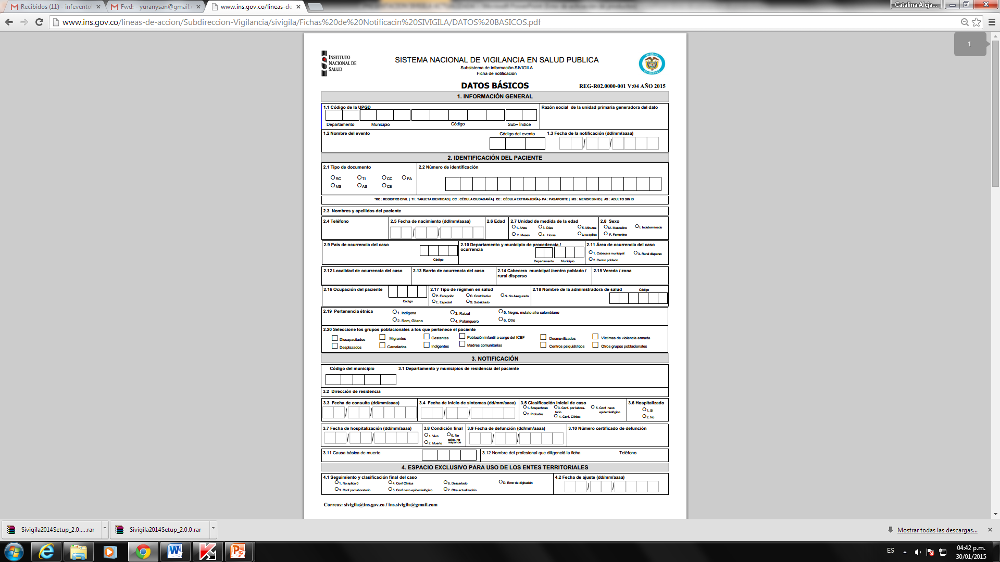 Recibidos (11) - infeventol
Fwd: - yuranysan@gmail.c
www.ins.gov.co/lineas-de
Catalina Aleja...
www.ins.gov.co/lineas-de-accion/Subdireccion-Vigilancia/sivigila/Fichas%20de%20Notificacin%20SIVIGILA/DATOS%20BASICOS.pdf
1
INSTITUTO
NACIONAL DE
SALUD
SISTEMA NACIONAL DE VIGILANCIA EN SALUD PUBLICA
Subsistema de información SIVIGILA
Ficha de notificación
REPUBLICA DE COLOMBIA
DATOS BÁSICOS
REG-R02.0000-001 V:04 AÑO 2015
1. INFORMACIÓN GENERAL
1.1 Código de la UPGD
Razón social de la unidad primaria generadora del dato
Departamento Municipio Código Sub– Índice
1.2 Nombre del evento
Código del evento
1.3 Fecha de la notificación (dd/mm/aaaa)
/ /
2. IDENTIFICACIÓN DEL PACIENTE
2.1 Tipo de documento
2.2 Número de identificación
RC TI CC PA
MS AS CE
*RC : REGISTRO CIVIL | TI : TARJETA IDENTIDAD | CC : CÉDULA CIUDADANÍA | CE : CÉDULA EXTRANJERÍA |- PA : PASAPORTE | MS : MENOR SIN ID | AS : ADULTO SIN ID
2.3 Nombres y apellidos del paciente
2.4 Teléfono
2.5 Fecha de nacimiento (dd/mm/aaaa)
/ /
2.6 Edad
2.7 Unidad de medida de la edad
1. Años 3. Días 5. Minutos
2. Meses 4. Horas 0. No aplica
2.8 Sexo
M. Masculino I. Indeterminado
F. Femenino
2.9 País de ocurrencia del caso
Código
2.10 Departamento y municipio de procedencia /
ocurrencia
Departamento Municipio
2.11 Área de ocurrencia del caso
1. Cabecera municipal 3. Rural disperso
2. Centro poblado
2.12 Localidad de ocurrencia del caso
2.13 Barrio de ocurrencia del caso
2.14 Cabecera municipal /centro poblado /
rural disperso
2.15 Vereda / zona
2.16 Ocupación del paciente
Código
2.17 Tipo de régimen en salud
P. Excepción C. Contributivo N. No Asegurado
E. Especial S. Subsidiado
2.18 Nombre de la administradora de salud
Código
2.19 Pertenencia étnica
1. Indígena 3. Raizal 5. Negro, mulato afro colombiano
2. Rom, Gitano 4. Palanquero 6. Otro
2.20 Seleccione los grupos poblacionales a los que pertenece el paciente
Discapacitados Migrantes Gestantes Población infantil a cargo del ICBF Desmovilizados Víctimas de violencia armada
Desplazados Carcelarios Indigentes Madres comunitarias Centros psiquiátricos Otros grupos poblacionales
3. NOTIFICACIÓN
Código del municipio
3.1 Departamento y municipios de residencia del paciente
3.2 Dirección de residencia
3.3 Fecha de consulta (dd/mm/aaaa)
/ /
3.4 Fecha de inicio de síntomas (dd/mm/aaaa)
/ /
3.5 Clasificación inicial de caso
1. Sospechoso 3. Conf. por labora-
torio
5. Conf nexo
epidemiológico
2. Probable 4. Conf. Clínica
3.6 Hospitalizado
1. Sí
2. No
3.7 Fecha de hospitalización (dd/mm/aaaa)
/ /
3.8 Condición final
1. Vivo 0. No
sabe, no
responde
2. Muerto
3.9 Fecha de defunción (dd/mm/aaaa)
/ /
3.10 Número certificado de defunción
3.11 Causa básica de muerte
3.12 Nombre del profesional que diligenció la ficha
Teléfono
4. ESPACIO EXCLUSIVO PARA USO DE LOS ENTES TERRITORIALES
4.1 Seguimiento y clasificación final del caso
1. No aplica 0 4. Conf Clínica 6. Descartado D. Error de digitación
3. Conf por laboratorio 5. Conf nexo epidemiológico 7. Otra actualización
4.2 Fecha de ajuste (dd/mm/aaaa)
/ /
Correos: sivigila@ins.gov.co / ins.sivigila@gmail.com
Sivigila2014Setup_2.0.....rar
Sivigila2014Setup_2.0.0.rar
Mostrar todas las descargas...
ES
04:42 p.m.
30/01/2015